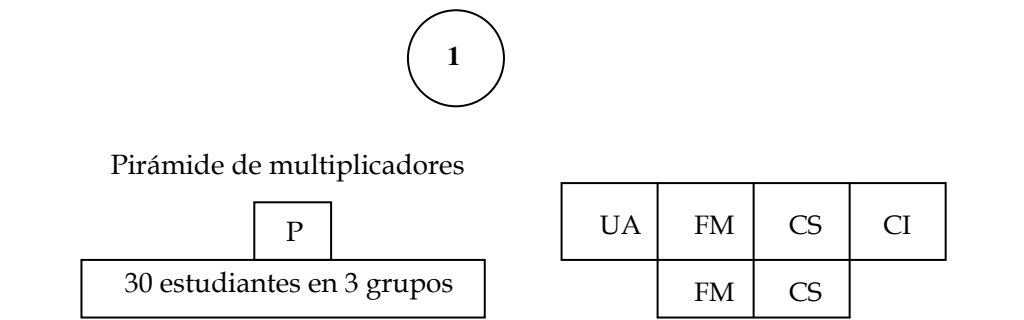 1
Pirámide de multiplicadores
P
30 estudiantes en 3 grupos
UA FM CS CI
FM CS